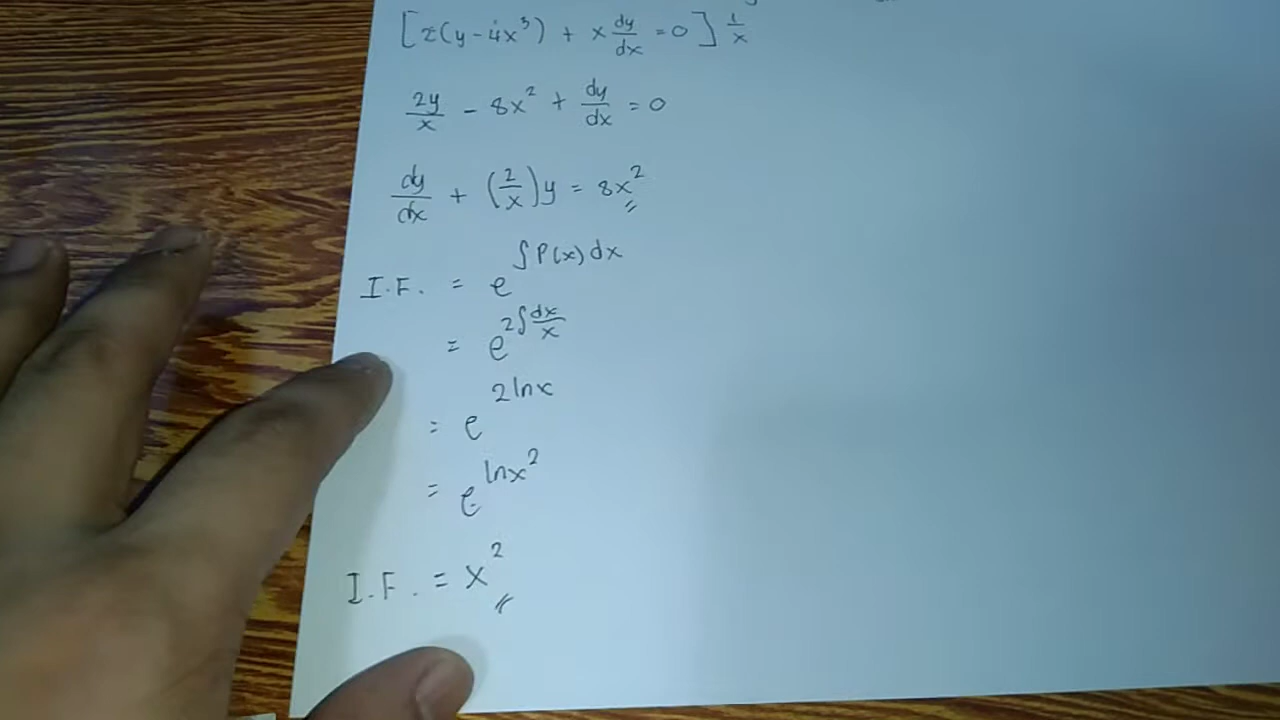 [2(y-4x³) + x dy/dx = 0] 1/x
2y/x - 8x² + dy/dx = 0
dy/dx + (2/x)y = 8x²
I.F. = e^∫P(x)dx
= e^2∫dx/x
= e^2lnx
= e^lnx²
I.F. = x²